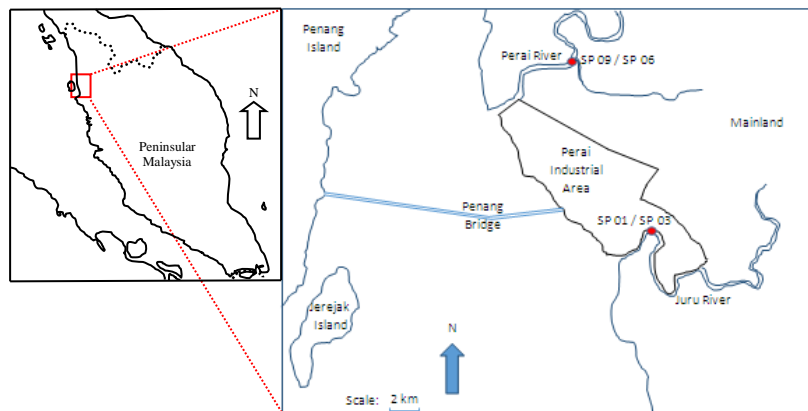 N
Peninsular
Malaysia
Penang
Island
Perai River
SP 09 / SP 06
Mainland
Perai
Industrial
Area
Penang
Bridge
SP 01 / SP 03
Juru River
Jerejak
Island
N
Scale: 2 km